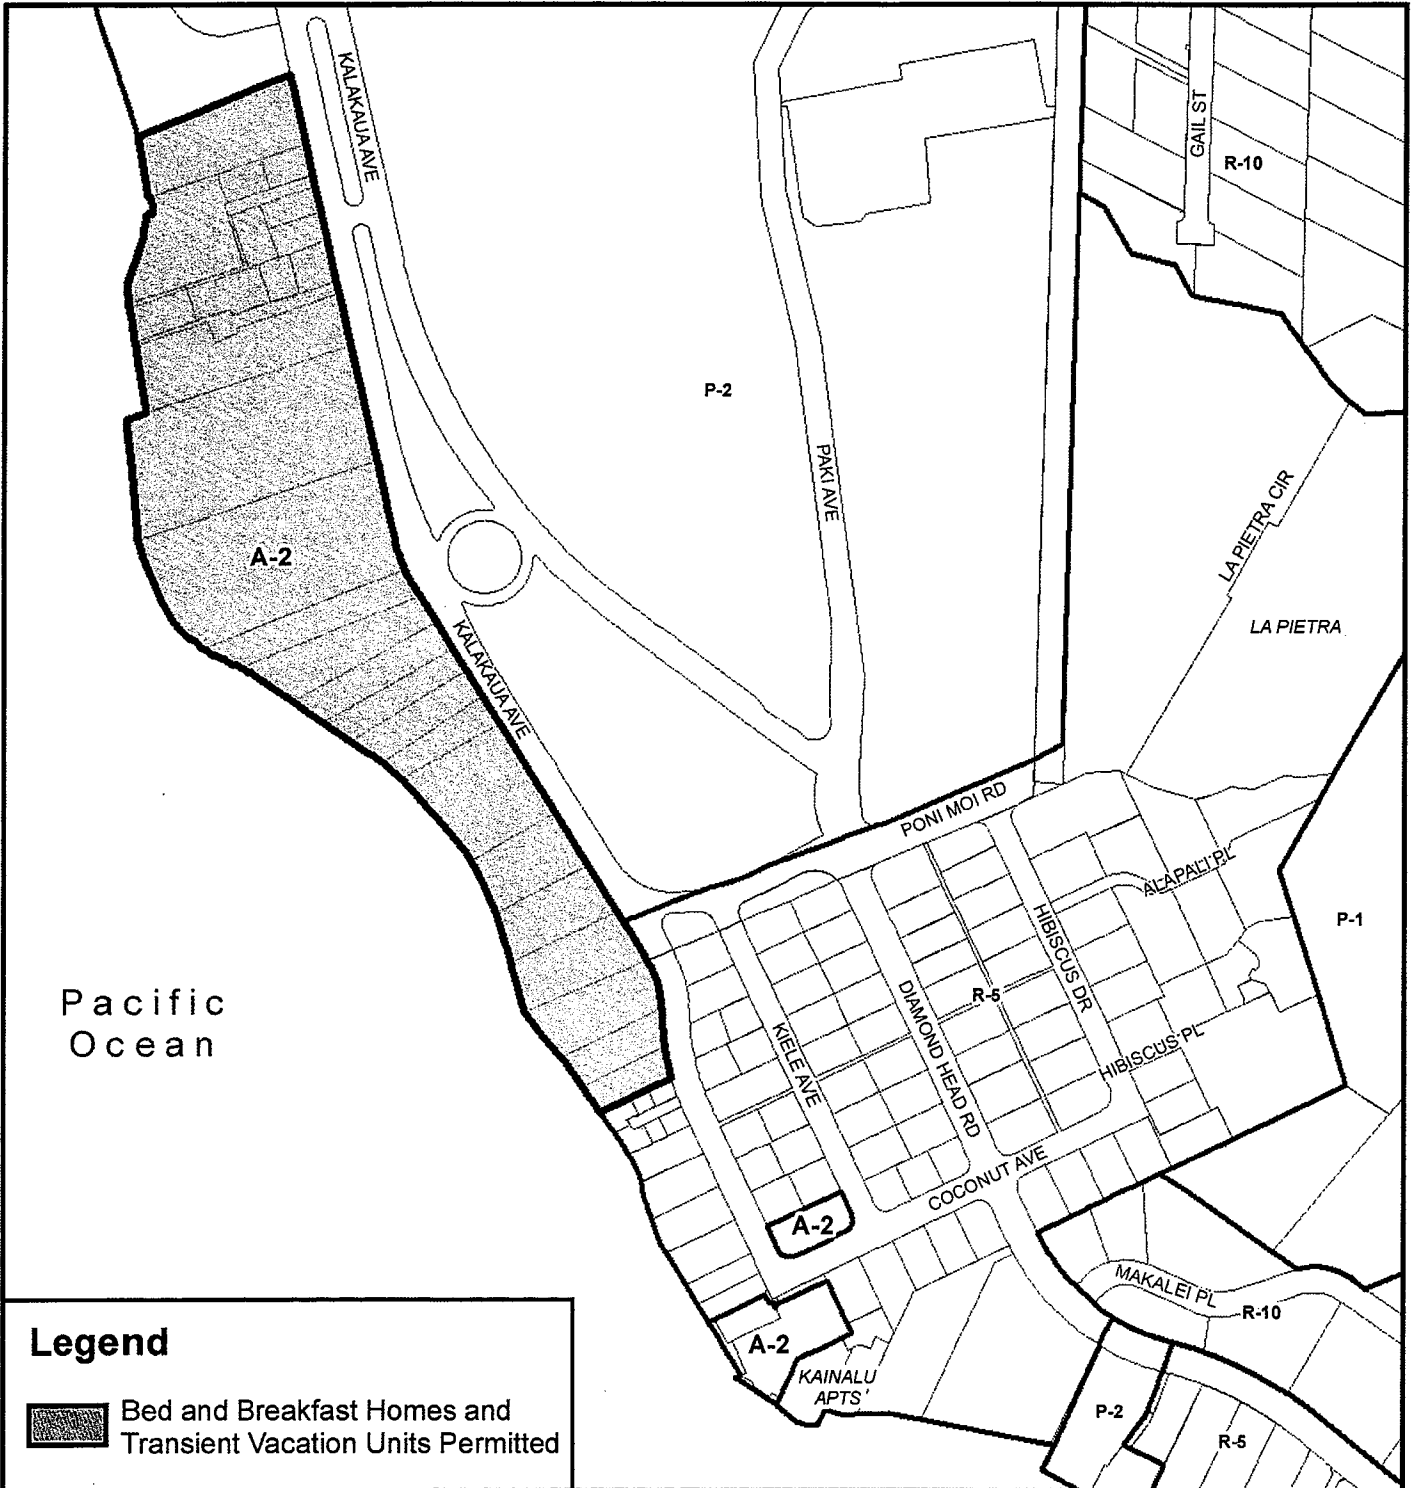 KALAKAUA AVE
GAIL ST
R-10
P-2
PAKI AVE
LA PIETRA CIR
A-2
LA PIETRA
KALAKAUA AVE
PONI MOI RD
ALAPALI PL
P-1
HIBISCUS DR
R-5
Pacific
Ocean
DIAMOND HEAD RD
KIELE AVE
HIBISCUS PL
COCONUT AVE
A-2
MAKALEI PL
R-10
A-2
KAINALU
APTS
P-2
R-5
Legend
Bed and Breakfast Homes and
Transient Vacation Units Permitted